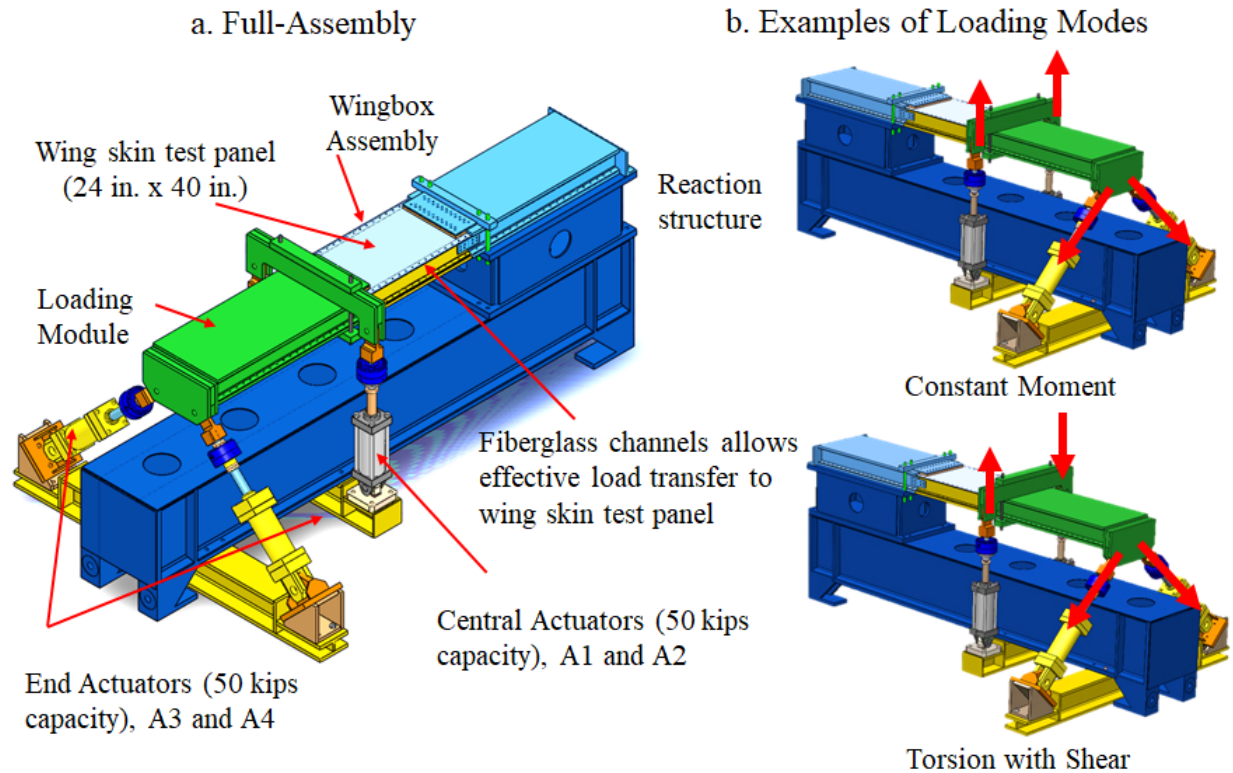 a. Full-Assembly
b. Examples of Loading Modes
Wingbox
Assembly
Wing skin test panel
(24 in. x 40 in.)
Reaction
structure
Loading
Module
Constant Moment
Fiberglass channels allows
effective load transfer to
wing skin test panel
Central Actuators (50 kips
capacity), A1 and A2
End Actuators (50 kips
capacity), A3 and A4
Torsion with Shear